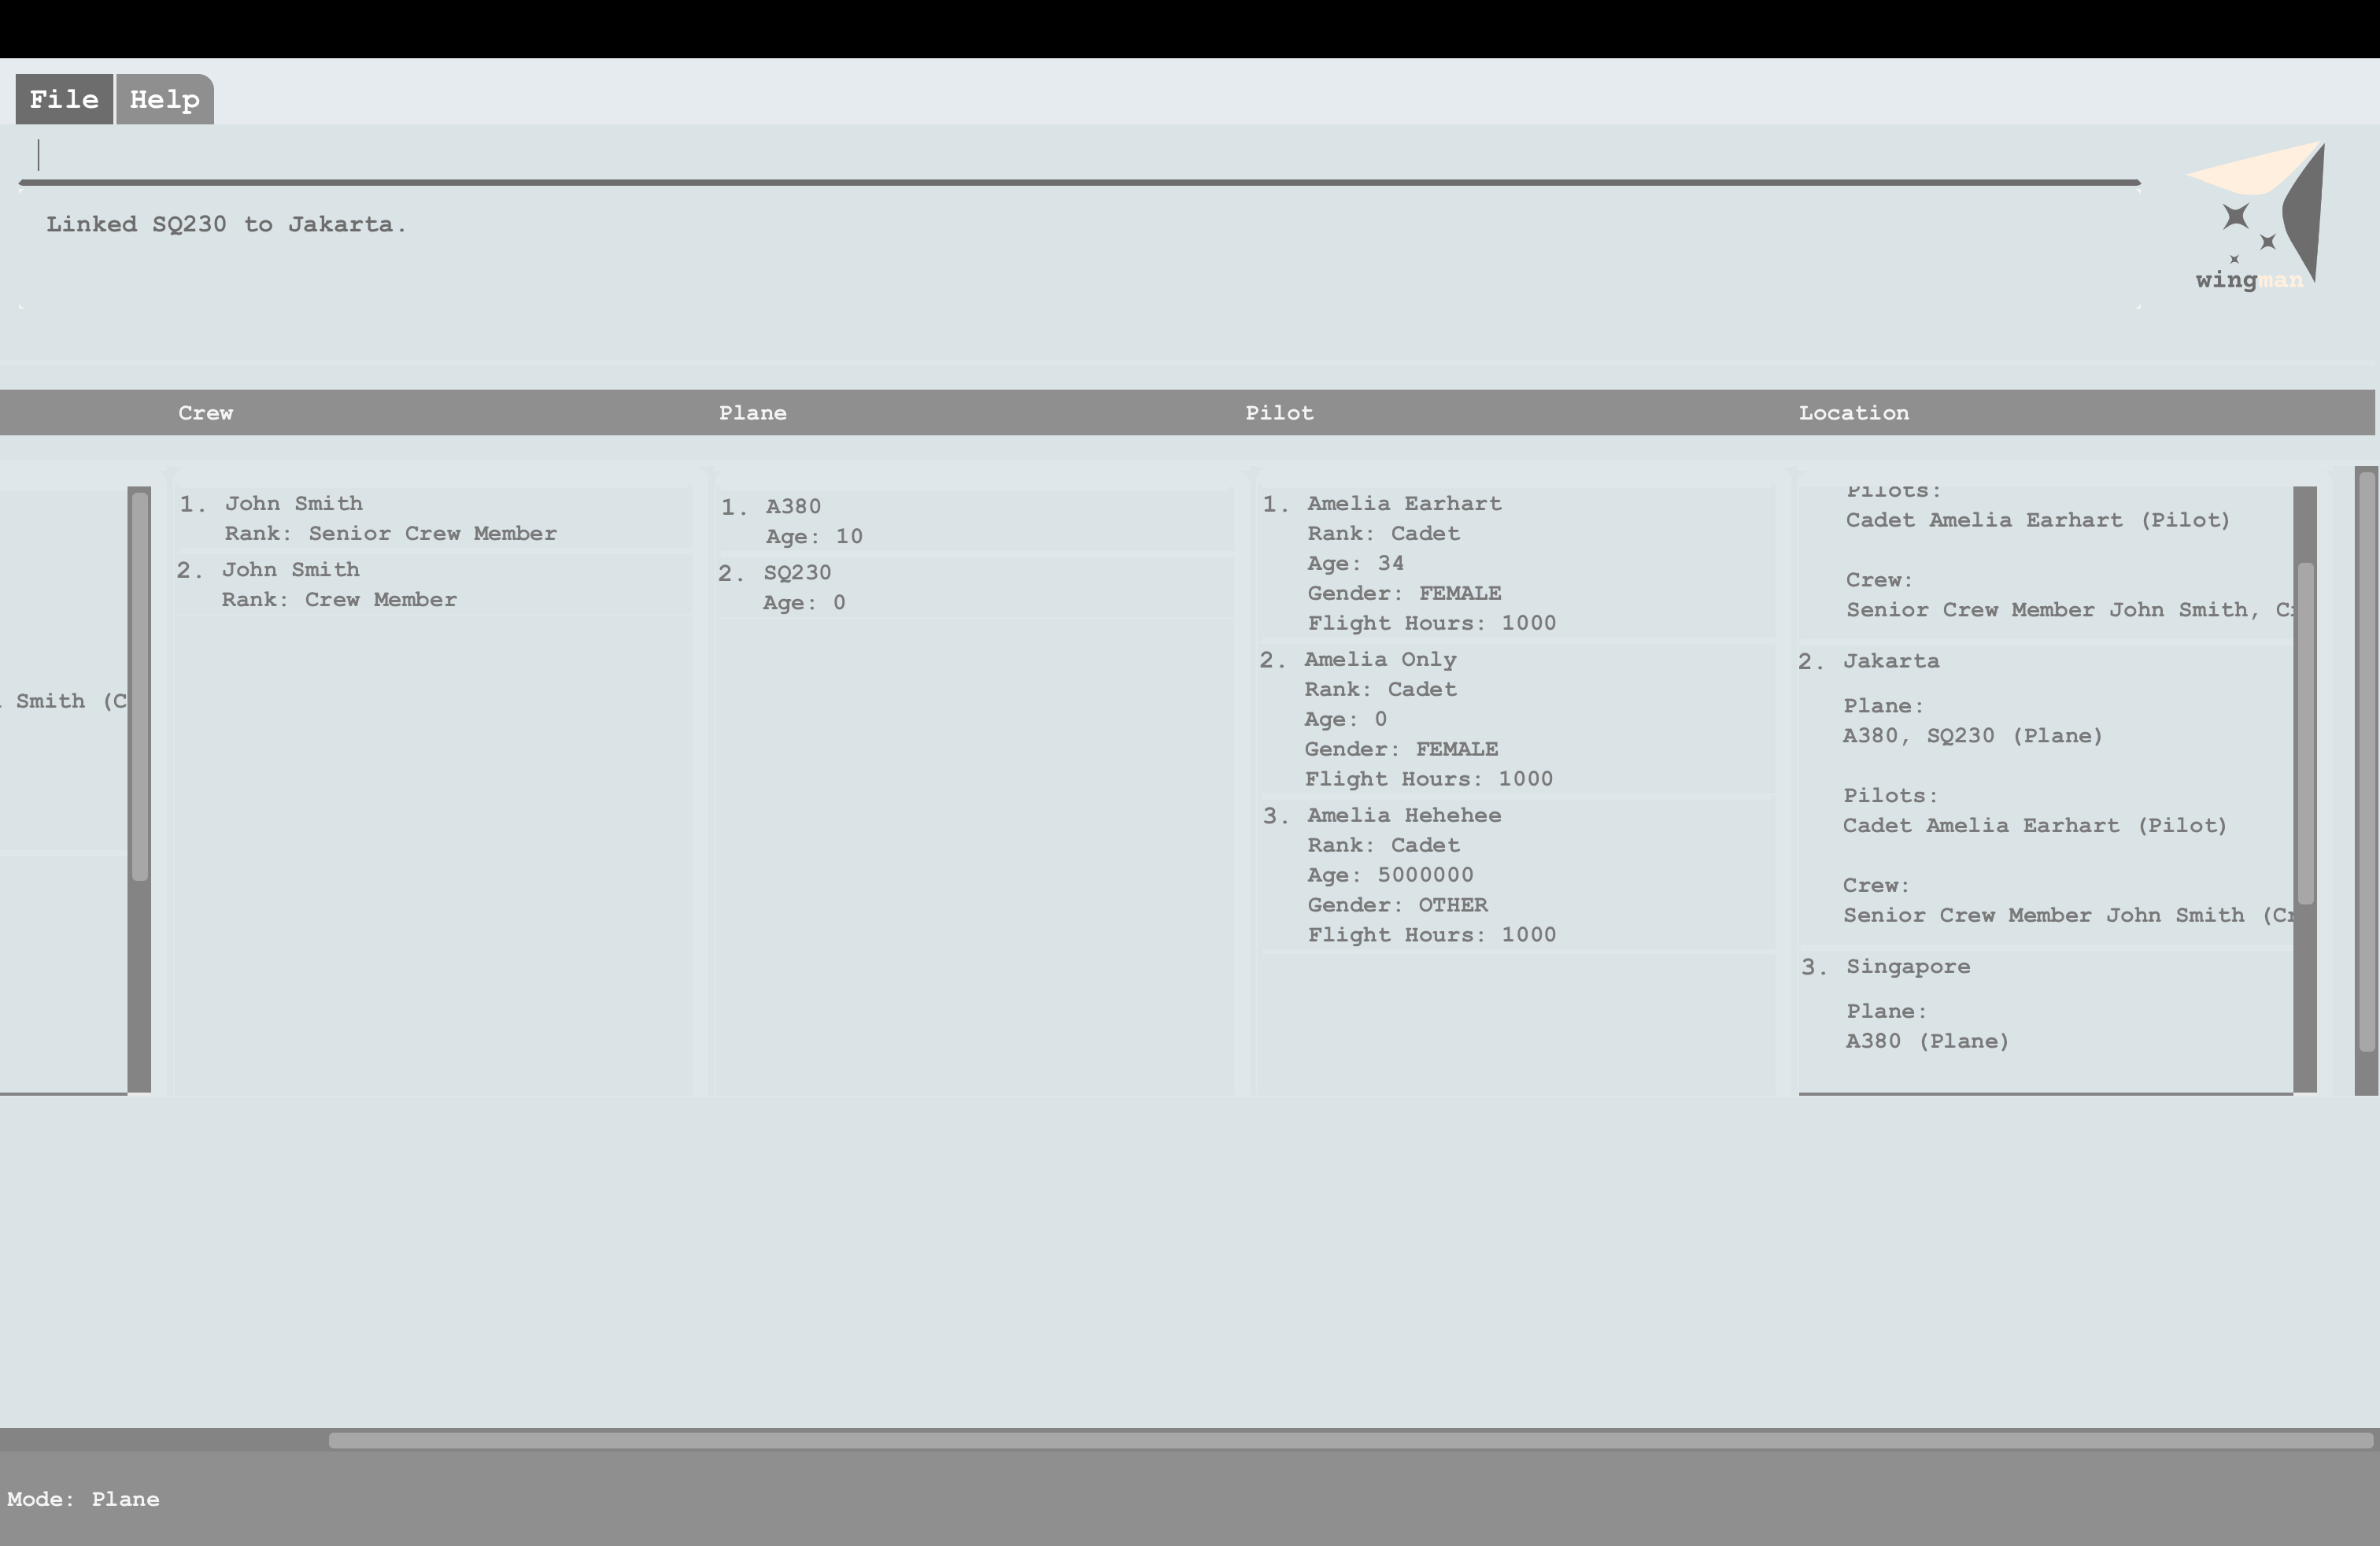 File Help
Linked SQ230 to Jakarta.
wingman
Crew Plane Pilot Location
Smith (C
1. John Smith
Rank: Senior Crew Member
2. John Smith
Rank: Crew Member
1. A380
Age: 10
2. SQ230
Age: 0
1. Amelia Earhart
Rank: Cadet
Age: 34
Gender: FEMALE
Flight Hours: 1000
2. Amelia Only
Rank: Cadet
Age: 0
Gender: FEMALE
Flight Hours: 1000
3. Amelia Hehehee
Rank: Cadet
Age: 5000000
Gender: OTHER
Flight Hours: 1000
Pilots:
Cadet Amelia Earhart (Pilot)
Crew:
Senior Crew Member John Smith, Cr
2. Jakarta
Plane:
A380, SQ230 (Plane)
Pilots:
Cadet Amelia Earhart (Pilot)
Crew:
Senior Crew Member John Smith (Cr
3. Singapore
Plane:
A380 (Plane)
Mode: Plane